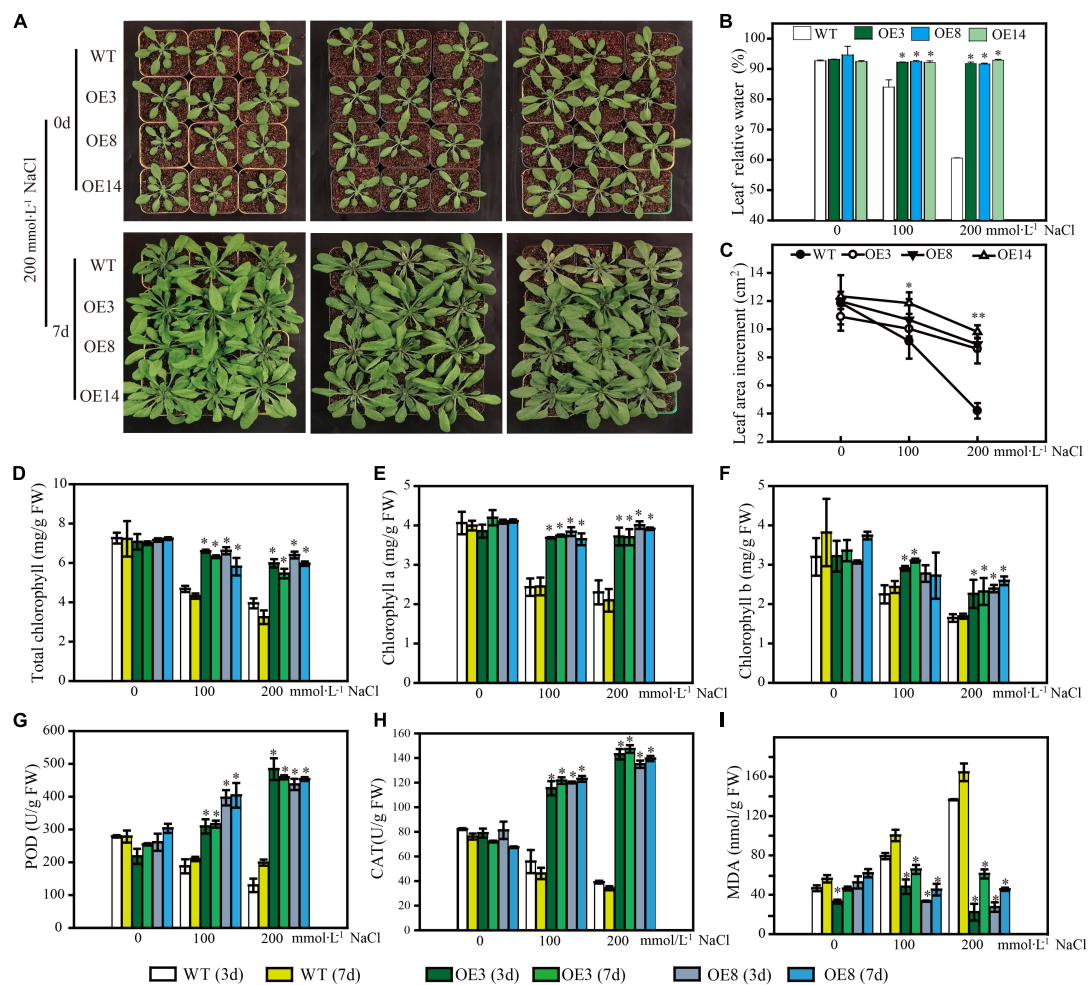 A
0d
WT
OE3
OE8
OE14
200 mmol·L⁻¹ NaCl
7d
WT
OE3
OE8
OE14
B
WT OE3 OE8 OE14
Leaf relative water (%)
100
90
80
70
60
50
40
* * * * * *
0 100 200 mmol·L⁻¹ NaCl
C
WT OE3 OE8 OE14
Leaf area increment (cm²)
14
12
10
8
6
4
2
* **
0 100 200 mmol·L⁻¹ NaCl
D
Total chlorophyll (mg/g FW)
10
8
6
4
2
0
* * * * * * * *
0 100 200 mmol·L⁻¹ NaCl
E
Chlorophyll a (mg/g FW)
5
4
3
2
1
0
* * * * * * * *
0 100 200 mmol·L⁻¹ NaCl
F
Chlorophyll b (mg/g FW)
5
4
3
2
1
0
* * * * * *
0 100 200 mmol·L⁻¹ NaCl
G
POD (U/g FW)
600
500
400
300
200
100
0
* * * * * * * *
0 100 200 mmol·L⁻¹ NaCl
H
CAT(U/g FW)
160
140
120
100
80
60
40
20
0
* * * * * * * *
0 100 200 mmol/L⁻¹ NaCl
I
MDA (nmol/g FW)
160
120
80
40
0
* * * * * * * * *
0 100 200 mmol·L⁻¹ NaCl
WT (3d) WT (7d) OE3 (3d) OE3 (7d) OE8 (3d) OE8 (7d)